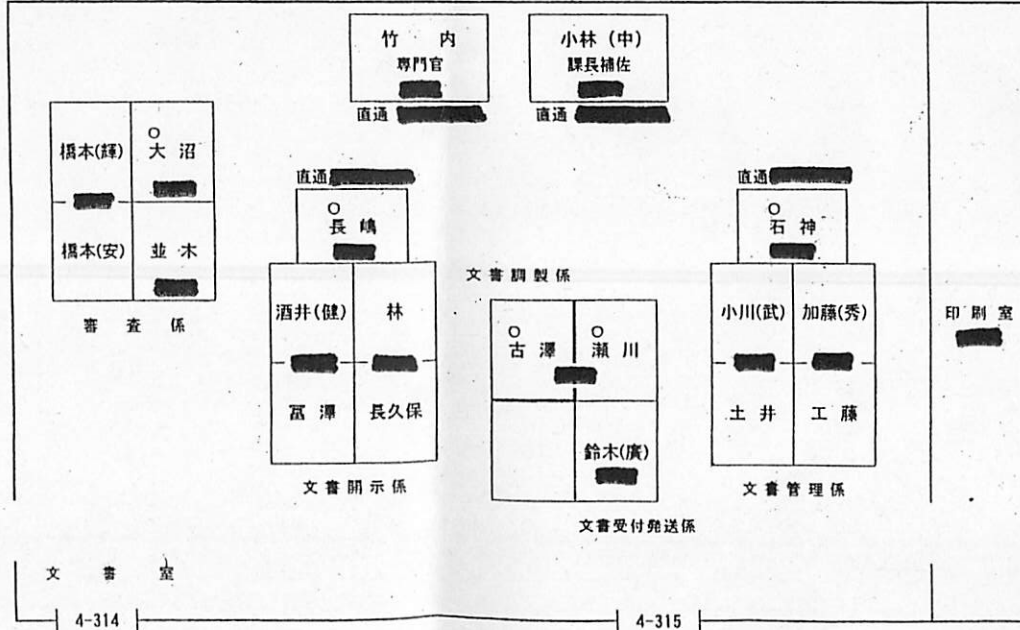 竹 内
専門官
直通
小林 (中)
課長補佐
直通
橋本(輝)
○
大 沼
橋本(安)
並 木
審 査 係
直通
○
長 嶋
酒井(健)
林
冨 澤
長久保
文書開示係
文書調製係
○
古 澤
○
瀬 川
鈴木(廣)
文書受付発送係
直通
○
石 神
小川(武)
加藤(秀)
土 井
工 藤
文書管理係
印刷室
文 書 室
4-314
4-315